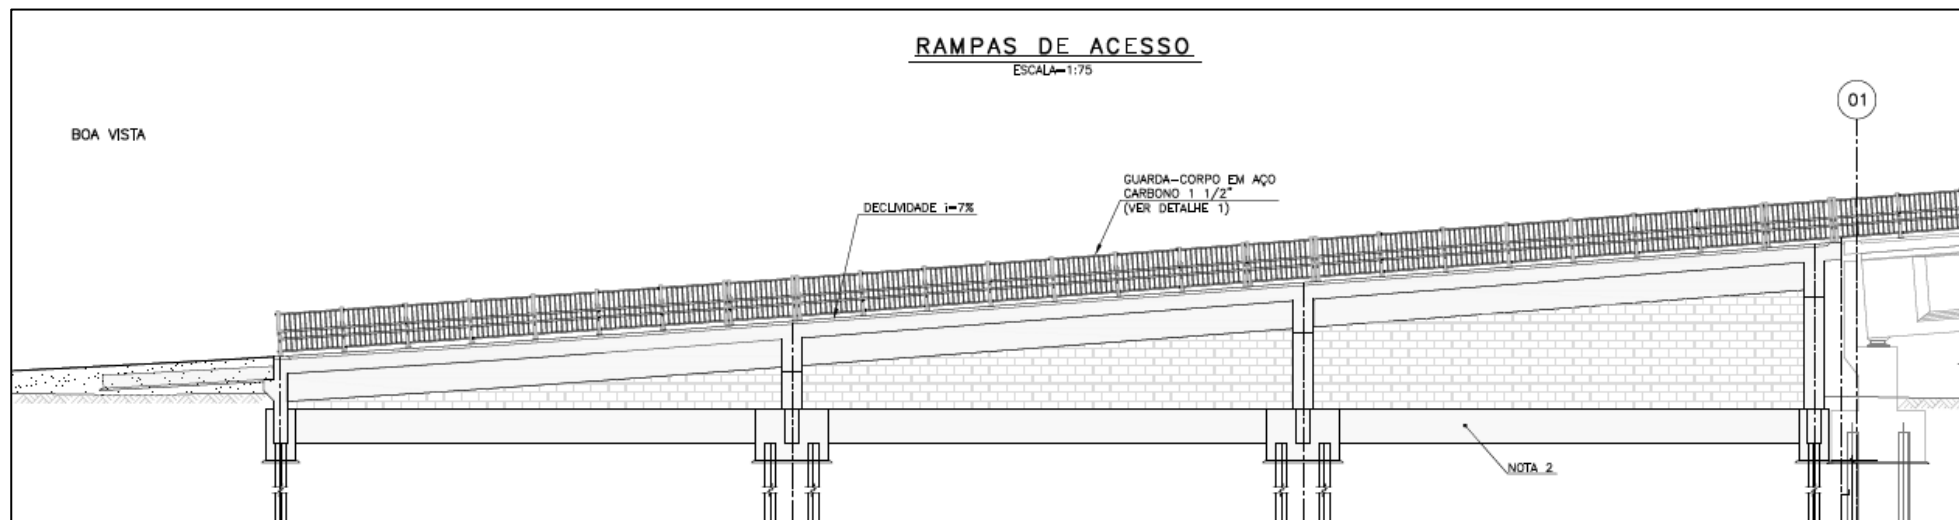 RAMPAS DE ACESSO
ESCALA-1:75
01
BOA VISTA
GUARDA-CORPO EM AÇO
CARBONO 1 1/2"
(VER DETALHE 1)
DECLIVIDADE i=7%
NOTA 2